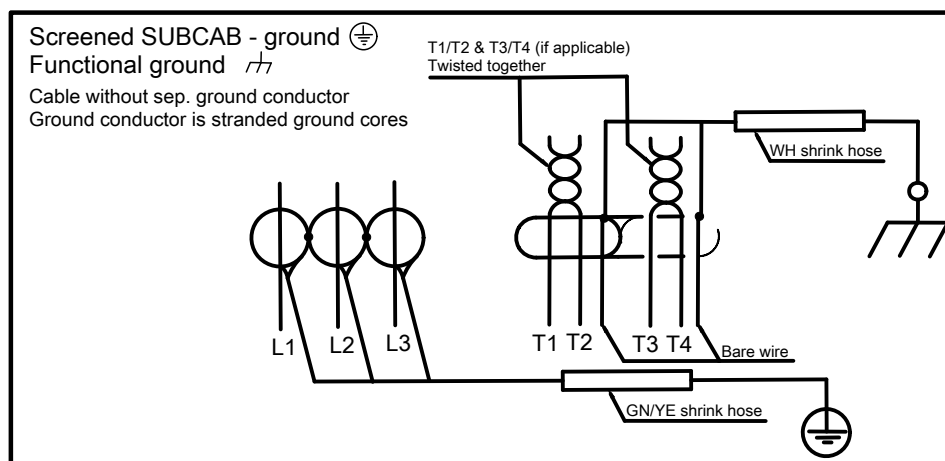 Screened SUBCAB - ground
Functional ground
Cable without sep. ground conductor
Ground conductor is stranded ground cores
T1/T2 & T3/T4 (if applicable)
Twisted together
WH shrink hose
L1 L2 L3
T1 T2 T3 T4
Bare wire
GN/YE shrink hose